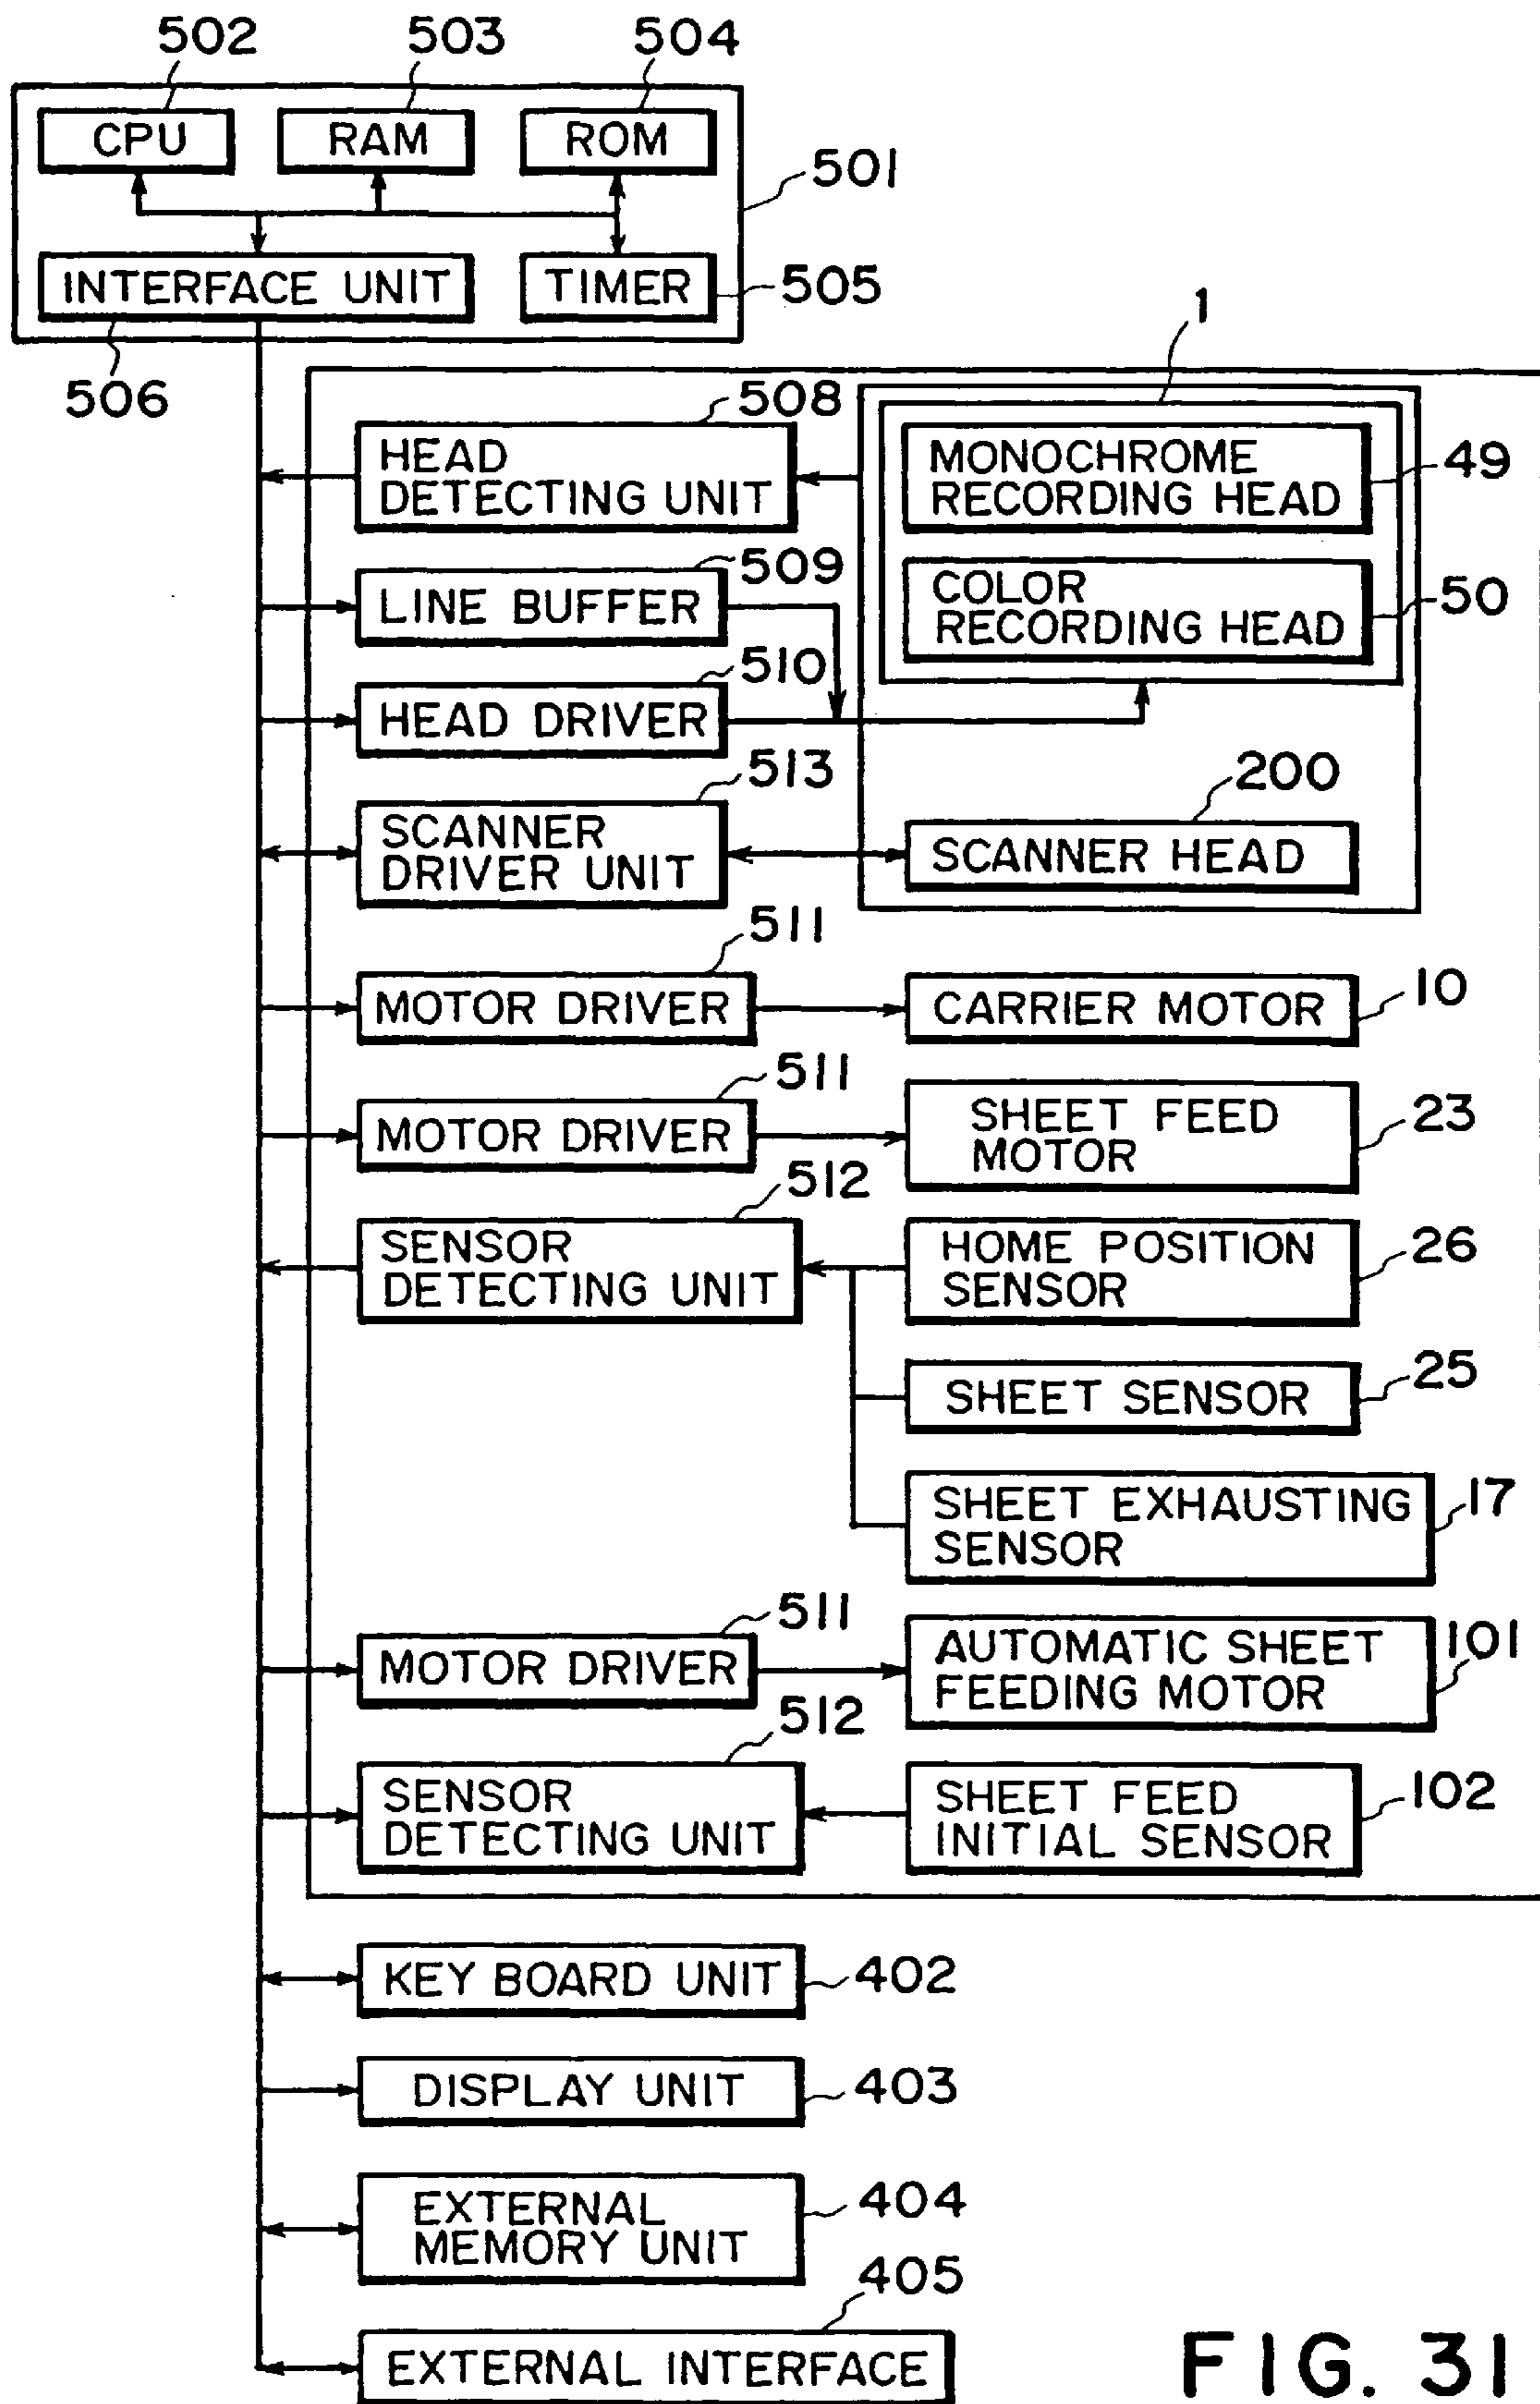 502 503 504
CPU RAM ROM
501
INTERFACE UNIT TIMER 505
506
1
508
HEAD
DETECTING UNIT
MONOCHROME
RECORDING HEAD
49
509
LINE BUFFER
COLOR
RECORDING HEAD
50
510
HEAD DRIVER
513
200
SCANNER
DRIVER UNIT
SCANNER HEAD
511
MOTOR DRIVER CARRIER MOTOR 10
511
MOTOR DRIVER
SHEET FEED
MOTOR
23
512
SENSOR
DETECTING UNIT
HOME POSITION
SENSOR
26
SHEET SENSOR 25
SHEET EXHAUSTING
SENSOR
17
511
MOTOR DRIVER
AUTOMATIC SHEET
FEEDING MOTOR
101
512
SENSOR
DETECTING UNIT
SHEET FEED
INITIAL SENSOR
102
KEY BOARD UNIT 402
DISPLAY UNIT 403
EXTERNAL
MEMORY UNIT
404
405
EXTERNAL INTERFACE
FIG. 31